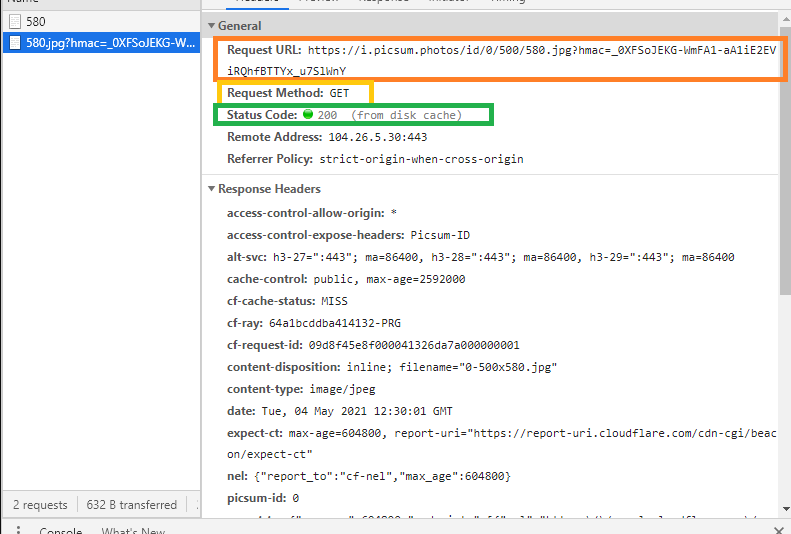 580
580.jpg?hmac=_0XFSoJEKG-W...
General
Request URL: https://i.picsum.photos/id/0/500/580.jpg?hmac=_0XFSoJEKG-WmFA1-aA1iE2EV
iRQhfBTTYx_u7SlWnY
Request Method: GET
Status Code: 200 (from disk cache)
Remote Address: 104.26.5.30:443
Referrer Policy: strict-origin-when-cross-origin
Response Headers
access-control-allow-origin: *
access-control-expose-headers: Picsum-ID
alt-svc: h3-27=":443"; ma=86400, h3-28=":443"; ma=86400, h3-29=":443"; ma=86400
cache-control: public, max-age=2592000
cf-cache-status: MISS
cf-ray: 64a1bcddba414132-PRG
cf-request-id: 09d8f45e8f000041326da7a000000001
content-disposition: inline; filename="0-500x580.jpg"
content-type: image/jpeg
date: Tue, 04 May 2021 12:30:01 GMT
expect-ct: max-age=604800, report-uri="https://report-uri.cloudflare.com/cdn-cgi/beac
on/expect-ct"
nel: {"report_to":"cf-nel","max_age":604800}
picsum-id: 0
2 requests 632 B transferred
Console What's New